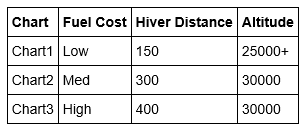 Chart Fuel Cost Hiver Distance Altitude
Chart1 Low 150 25000+
Chart2 Med 300 30000
Chart3 High 400 30000